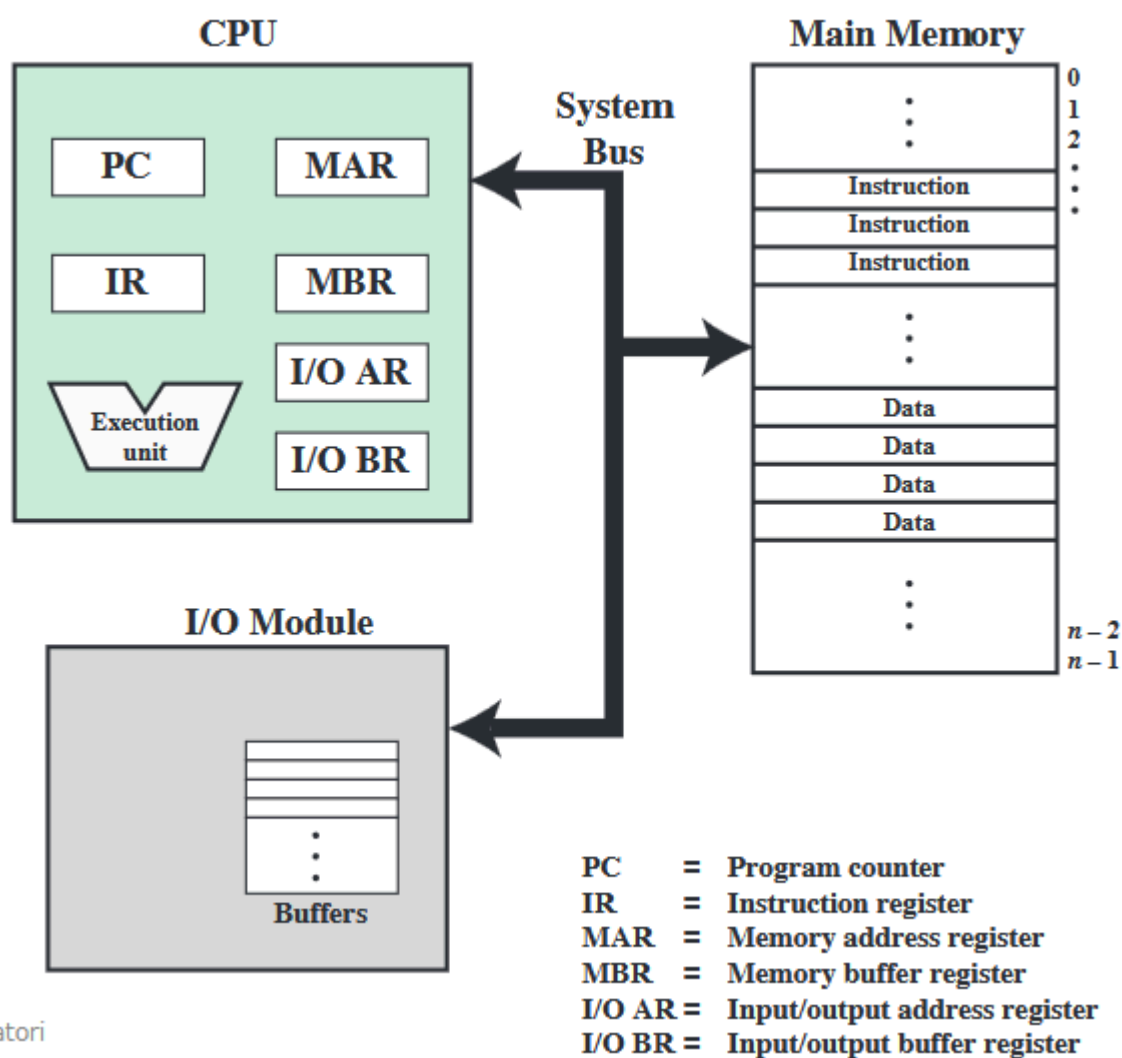 CPU
Main Memory
System
Bus
PC
MAR
IR
MBR
I/O AR
I/O BR
Execution
unit
0
1
2
Instruction
Instruction
Instruction
Data
Data
Data
Data
n – 2
n – 1
I/O Module
Buffers
PC = Program counter
IR = Instruction register
MAR = Memory address register
MBR = Memory buffer register
I/O AR = Input/output address register
I/O BR = Input/output buffer register